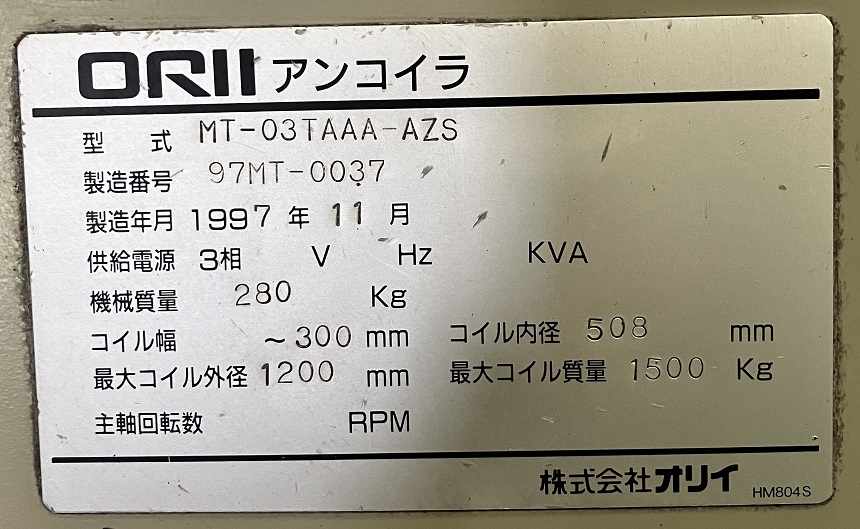 ORII アンコイラ
型 式 MT-03TAAA-AZS
製造番号 97MT-0037
製造年月 1997 年 11 月
供給電源 3相 V Hz KVA
機械質量 280 Kg
コイル幅 ~300 mm コイル内径 508 mm
最大コイル外径 1200 mm 最大コイル質量 1500 Kg
主軸回転数 RPM
株式会社オリイ HM804S